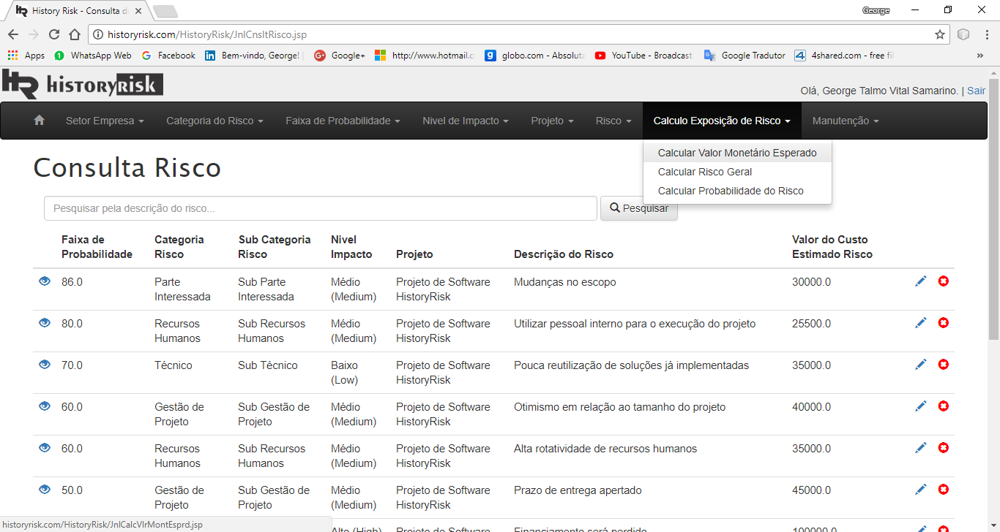 History Risk - Consulta d
George
historyrisk.com/HistoryRisk/JnlCnsltRisco.jsp
Apps WhatsApp Web Facebook Bem-vindo, George! Google+ http://www.hotmail.c globo.com - Absoluta YouTube - Broadcast Google Tradutor 4shared.com - free fil »
HR historyRisk
Olá, George Talmo Vital Samarino. | Sair
Setor Empresa Categoria do Risco Faixa de Probabilidade Nivel de Impacto Projeto Risco Calculo Exposição de Risco Manutenção
Calcular Valor Monetário Esperado
Calcular Risco Geral
Calcular Probabilidade do Risco
Consulta Risco
Pesquisar pela descrição do risco... Pesquisar
Faixa de Categoria Sub Categoria Nivel Valor do Custo
Probabilidade Risco Risco Impacto Projeto Descrição do Risco Estimado Risco
86.0 Parte Sub Parte Médio Projeto de Software Mudanças no escopo 30000.0
Interessada Interessada (Medium) HistoryRisk
80.0 Recursos Sub Recursos Médio Projeto de Software Utilizar pessoal interno para o execução do projeto 25500.0
Humanos Humanos (Medium) HistoryRisk
70.0 Técnico Sub Técnico Baixo Projeto de Software Pouca reutilização de soluções já implementadas 35000.0
(Low) HistoryRisk
60.0 Gestão de Sub Gestão de Médio Projeto de Software Otimismo em relação ao tamanho do projeto 40000.0
Projeto Projeto (Medium) HistoryRisk
60.0 Recursos Sub Recursos Médio Projeto de Software Alta rotatividade de recursos humanos 35000.0
Humanos Humanos (Medium) HistoryRisk
50.0 Gestão de Sub Gestão de Médio Projeto de Software Prazo de entrega apertado 45000.0
Projeto Projeto (Medium) HistoryRisk
Alto (High) Projeto de Software Financiamento será perdido 100000.0
historyrisk.com/HistoryRisk/JnlCalcVlrMontEsprd.jsp